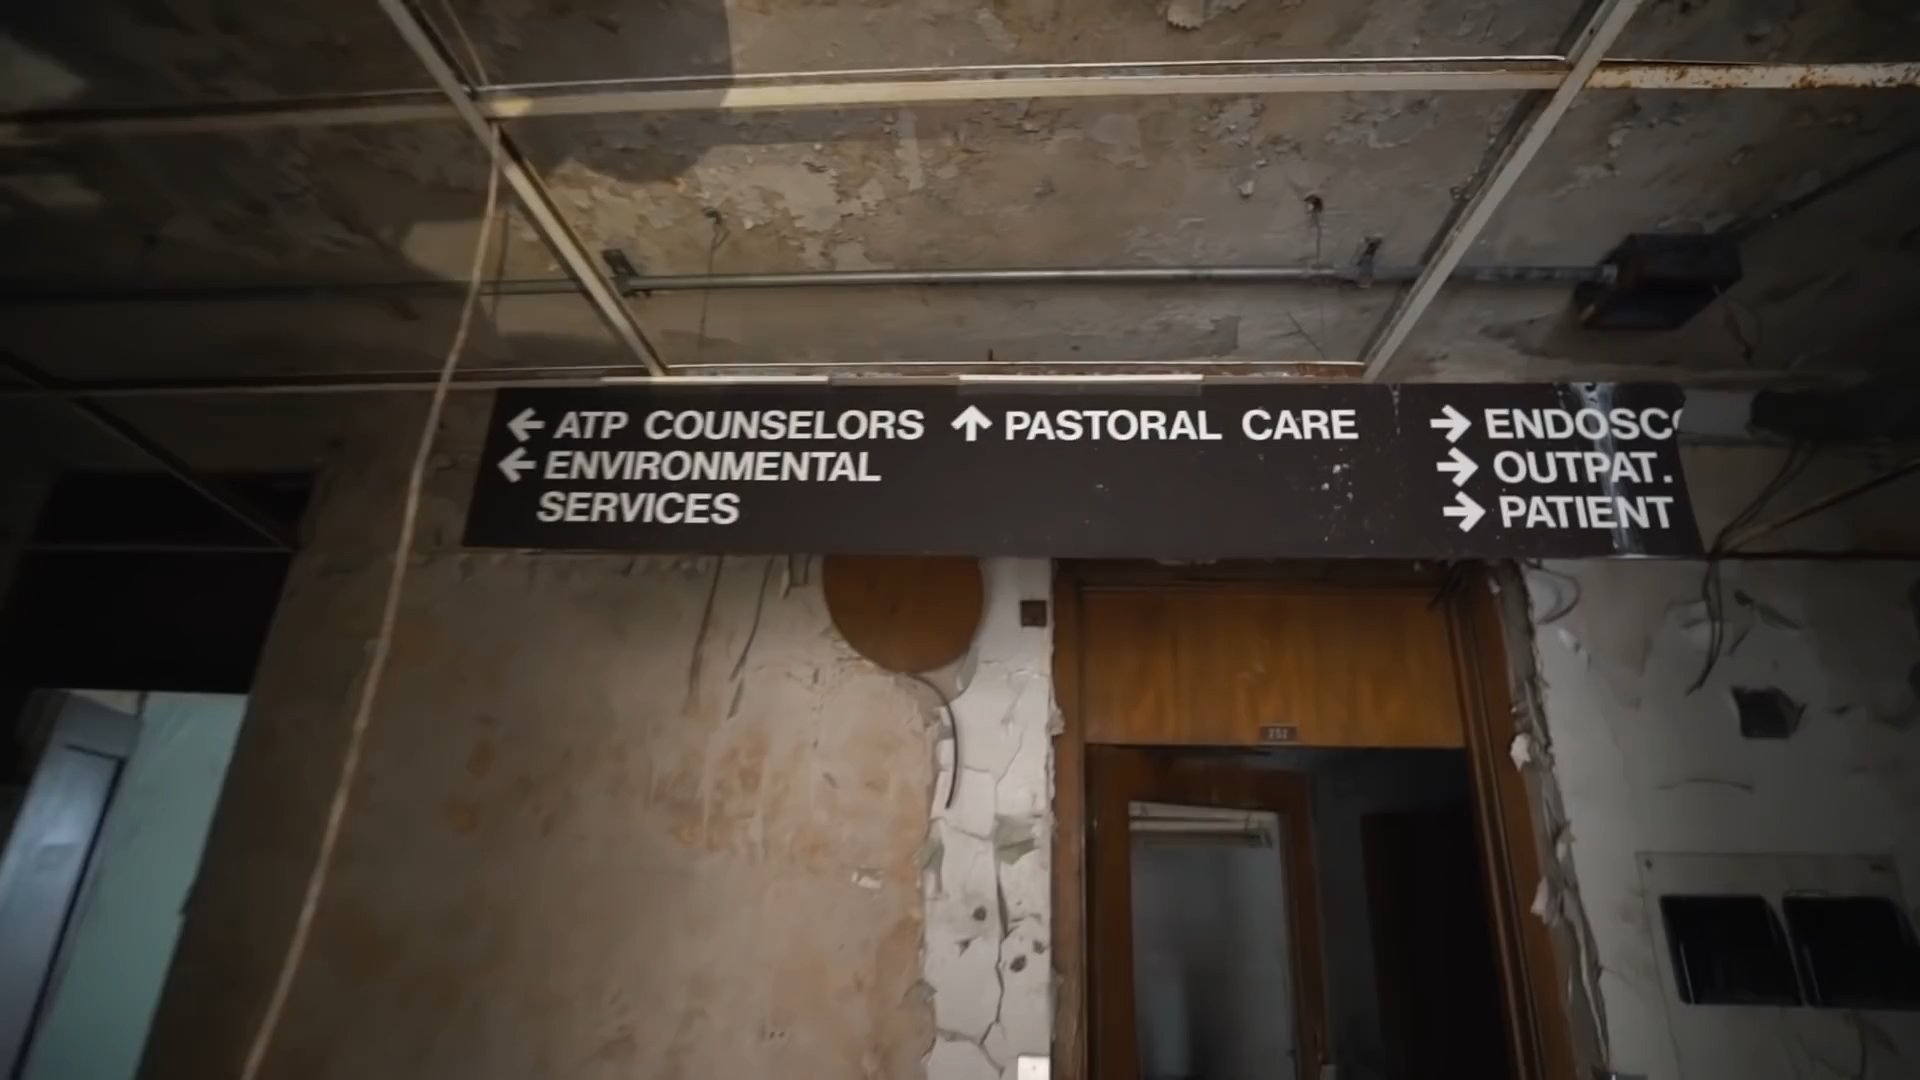 ← ATP COUNSELORS
← ENVIRONMENTAL
SERVICES
↑ PASTORAL CARE
→ ENDOSC
→ OUTPAT.
→ PATIENT